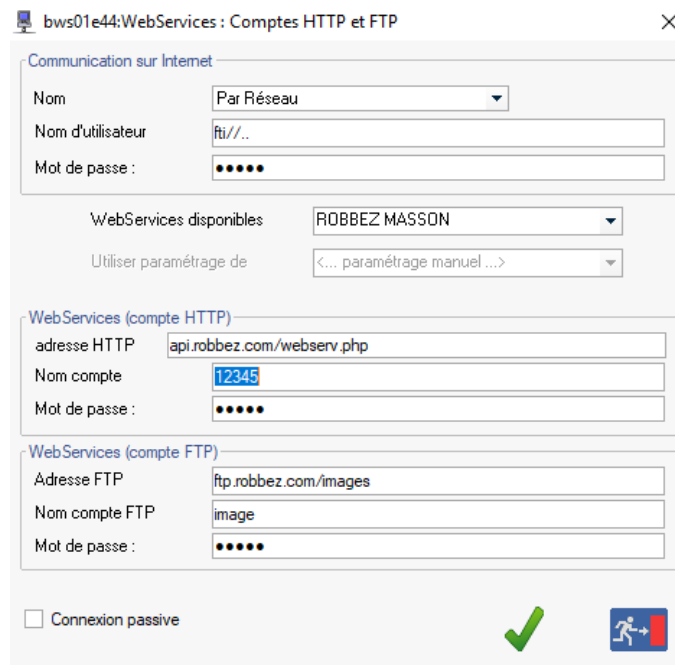 bws01e44:WebServices : Comptes HTTP et FTP
Communication sur Internet
Nom Par Réseau
Nom d'utilisateur fti//..
Mot de passe : •••••
WebServices disponibles ROBBEZ MASSON
Utiliser paramétrage de <... paramétrage manuel ...>
WebServices (compte HTTP)
adresse HTTP api.robbez.com/webserv.php
Nom compte 12345
Mot de passe : •••••
WebServices (compte FTP)
Adresse FTP ftp.robbez.com/images
Nom compte FTP image
Mot de passe : •••••
Connexion passive